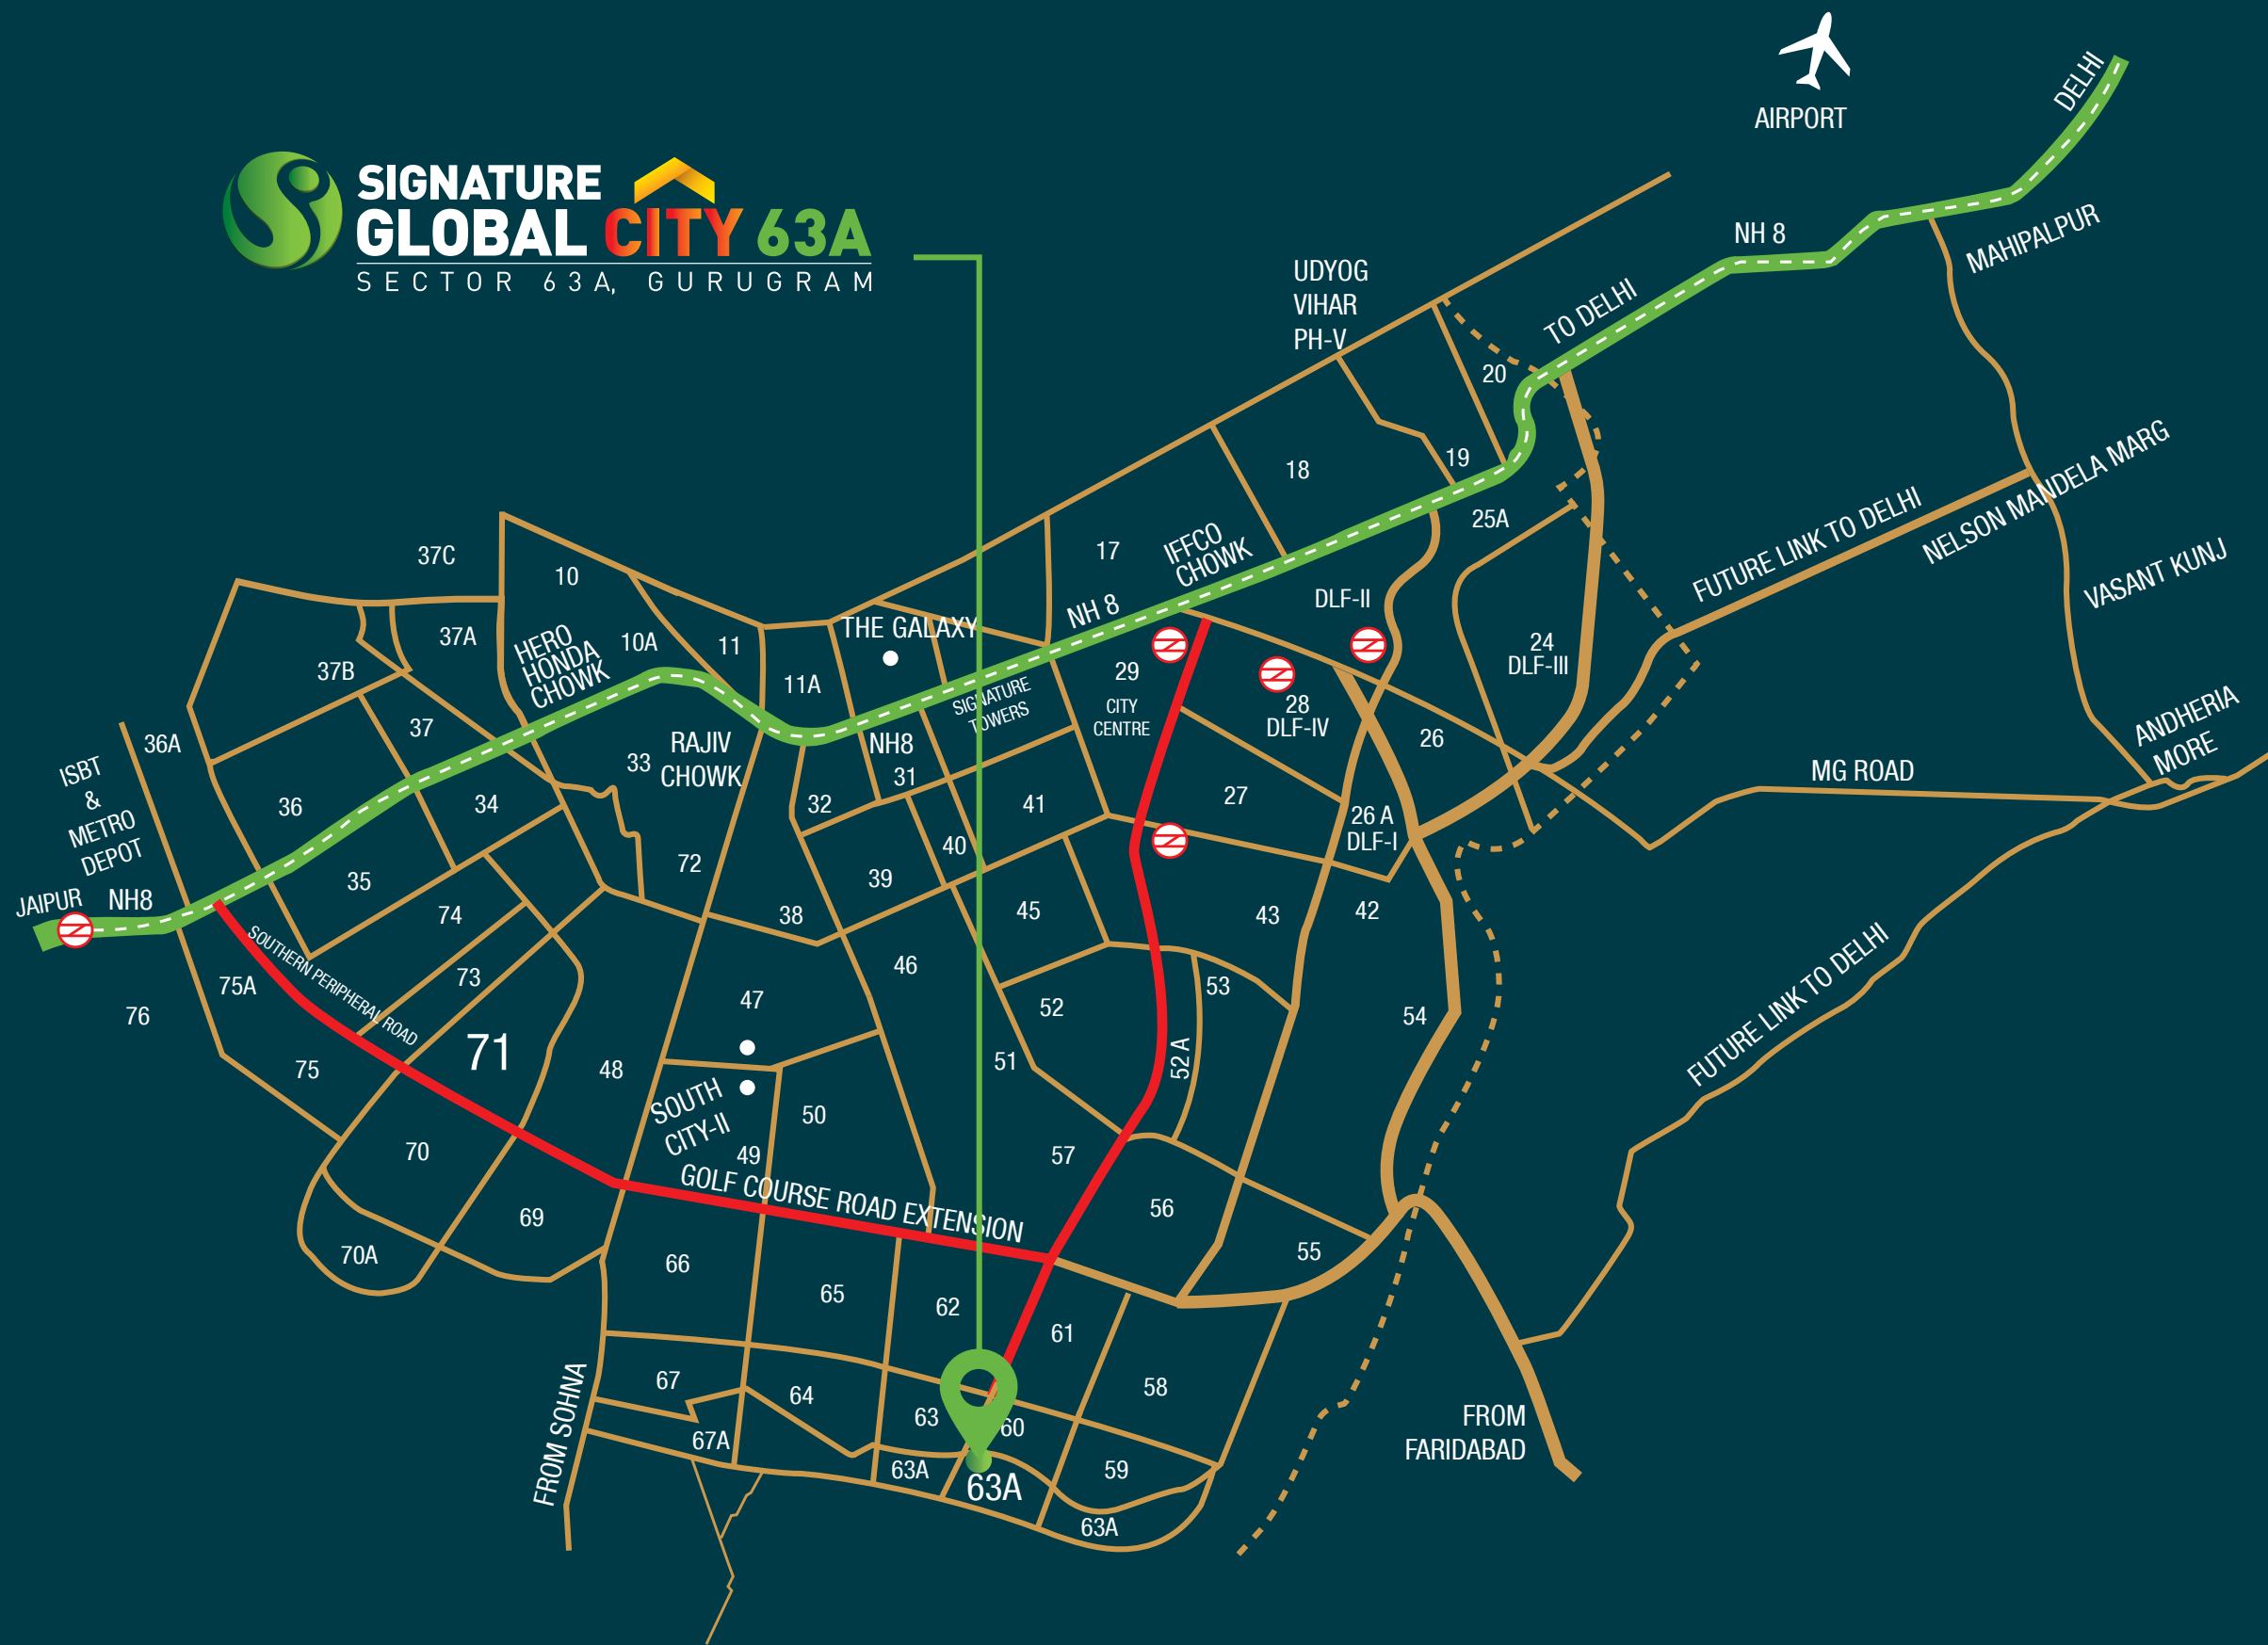 AIRPORT
DELHI
SIGNATURE
GLOBAL CITY 63A
SECTOR 63A, GURUGRAM
NH 8
MAHIPALPUR
UDYOG
VIHAR
PH-V
TO DELHI
20
19
18
25A
17
IFFCO
CHOWK
NH 8
FUTURE LINK TO DELHI
NELSON MANDELA MARG
VASANT KUNJ
37C
10
37A
37B
HERO
HONDA
CHOWK
10A
11
11A
THE GALAXY
SIGNATURE
TOWERS
29
CITY
CENTRE
DLF-II
28
DLF-IV
24
DLF-III
26
ANDHERIA
MORE
MG ROAD
36A
37
33
RAJIV
CHOWK
NH8
31
32
41
27
26 A
DLF-I
ISBT
&
METRO
DEPOT
36
34
35
72
39
40
JAIPUR
NH8
74
38
45
43
42
SOUTHERN PERIPHERAL ROAD
75A
73
46
53
76
47
52
54
71
75
48
51
52 A
FUTURE LINK TO DELHI
SOUTH
CITY-II
49
50
57
70
GOLF COURSE ROAD EXTENSION
56
69
70A
66
65
62
55
61
67
64
63
60
58
FROM SOHNA
67A
63A
63A
59
63A
FROM
FARIDABAD